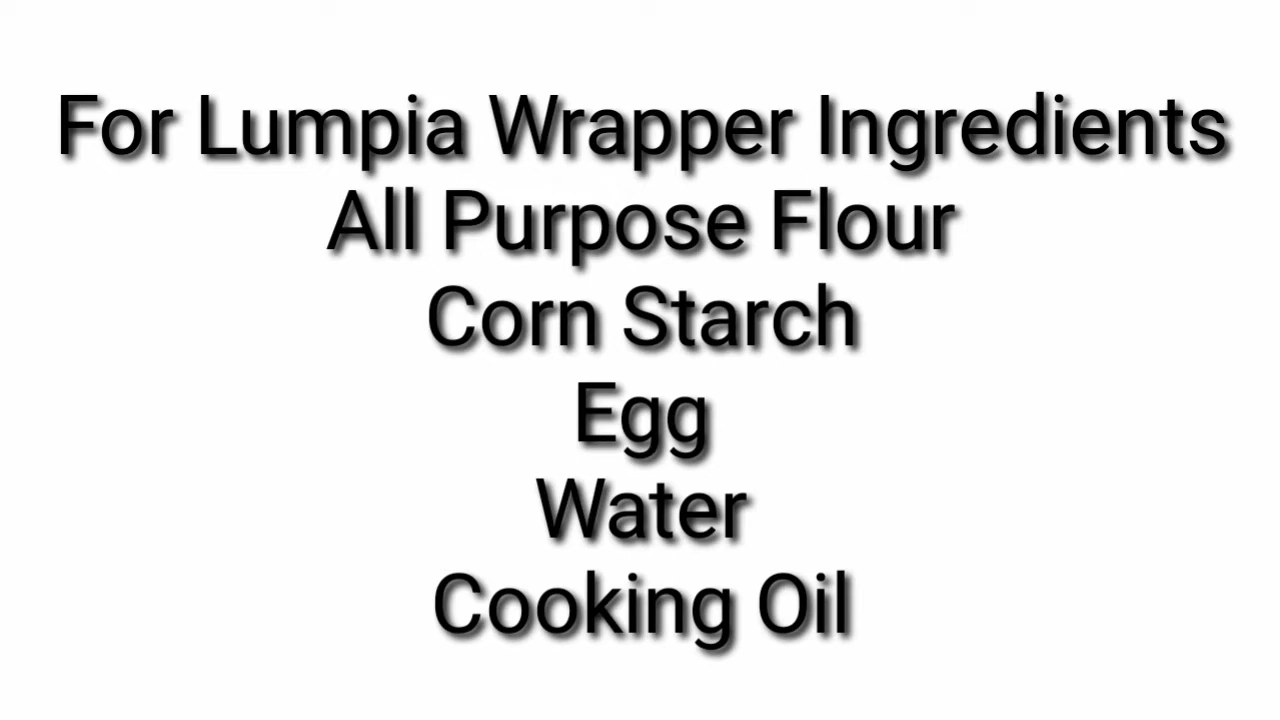 For Lumpia Wrapper Ingredients
All Purpose Flour
Corn Starch
Egg
Water
Cooking Oil